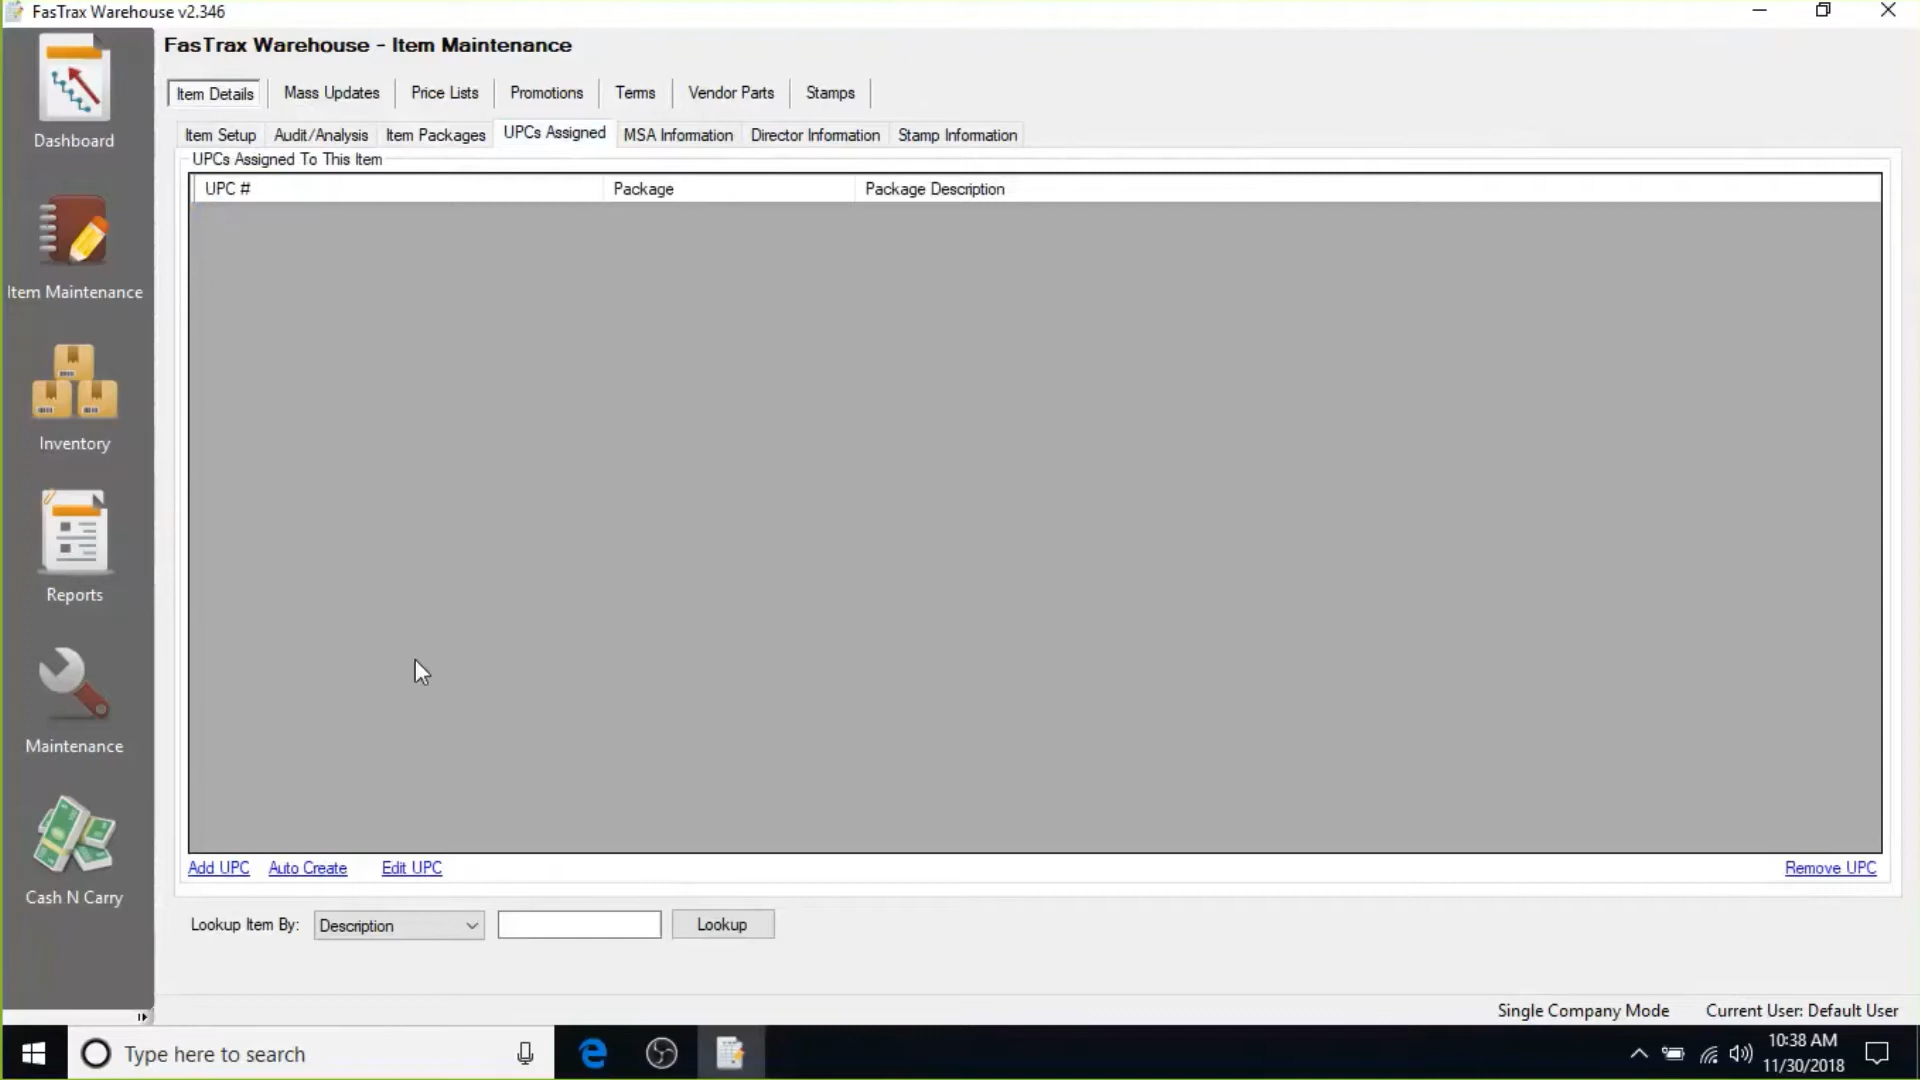 FasTrax Warehouse v2.346
FasTrax Warehouse - Item Maintenance
Item Details Mass Updates Price Lists Promotions Terms Vendor Parts Stamps
Item Setup Audit/Analysis Item Packages UPCs Assigned MSA Information Director Information Stamp Information
UPCs Assigned To This Item
UPC # Package Package Description
Dashboard
Item Maintenance
Inventory
Reports
Maintenance
Cash N Carry
Add UPC Auto Create Edit UPC Remove UPC
Lookup Item By: Description Lookup
Single Company Mode Current User: Default User
Type here to search
10:38 AM
11/30/2018